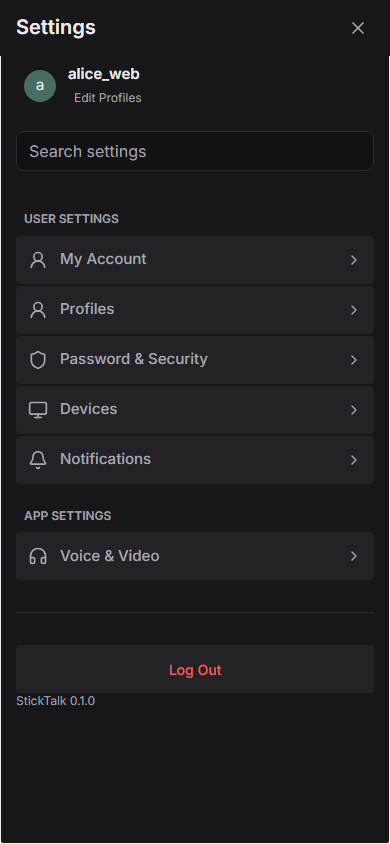 Settings
a
alice_web
Edit Profiles
Search settings
USER SETTINGS
My Account
Profiles
Password & Security
Devices
Notifications
APP SETTINGS
Voice & Video
Log Out
StickTalk 0.1.0